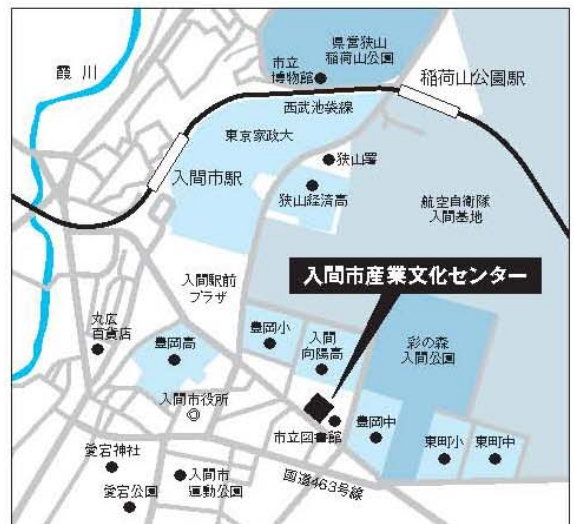 県営狭山
稲荷山公園
市立
博物館
霞川
稲荷山公園駅
西武池袋線
東京家政大
狭山署
入間市駅
狭山経済高
航空自衛隊
入間基地
入間市産業文化センター
入間駅前
プラザ
丸広
百貨店
豊岡高
豊岡小
入間
向陽高
彩の森
入間公園
入間市役所
市立図書館
豊岡中
東町小
東町中
愛宕神社
愛宕公園
入間市
運動公園
国道463号線